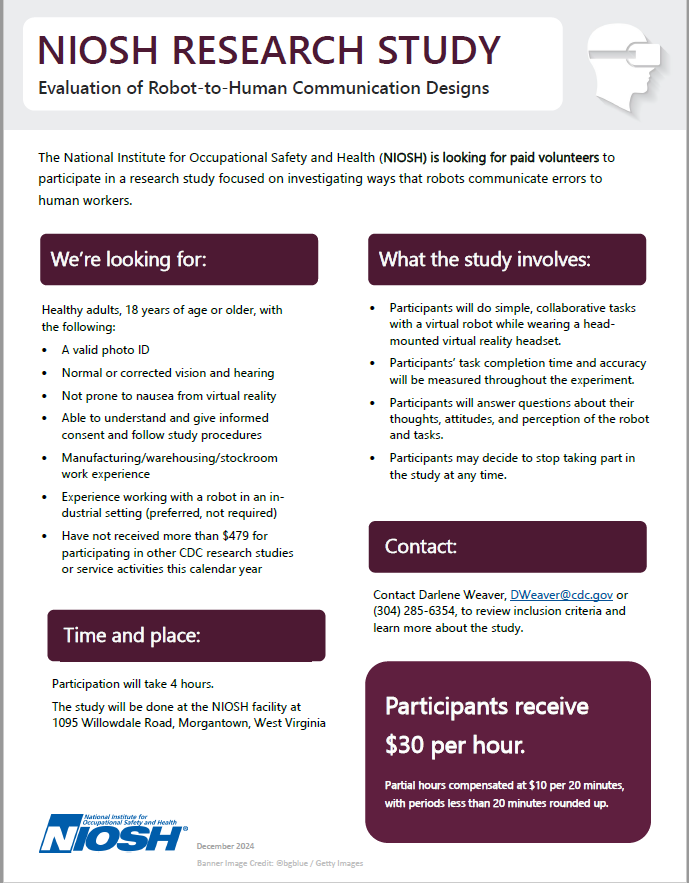 NIOSH RESEARCH STUDY
Evaluation of Robot-to-Human Communication Designs
The National Institute for Occupational Safety and Health (NIOSH) is looking for paid volunteers to
participate in a research study focused on investigating ways that robots communicate errors to
human workers.
We're looking for:
Healthy adults, 18 years of age or older, with
the following:
• A valid photo ID
• Normal or corrected vision and hearing
• Not prone to nausea from virtual reality
• Able to understand and give informed
consent and follow study procedures
• Manufacturing/warehousing/stockroom
work experience
• Experience working with a robot in an in-
dustrial setting (preferred, not required)
• Have not received more than $479 for
participating in other CDC research studies
or service activities this calendar year
Time and place:
Participation will take 4 hours.
The study will be done at the NIOSH facility at
1095 Willowdale Road, Morgantown, West Virginia
What the study involves:
• Participants will do simple, collaborative tasks
with a virtual robot while wearing a head-
mounted virtual reality headset.
• Participants' task completion time and accuracy
will be measured throughout the experiment.
• Participants will answer questions about their
thoughts, attitudes, and perception of the robot
and tasks.
• Participants may decide to stop taking part in
the study at any time.
Contact:
Contact Darlene Weaver, DWeaver@cdc.gov or
(304) 285-6354, to review inclusion criteria and
learn more about the study.
Participants receive
$30 per hour.
Partial hours compensated at $10 per 20 minutes,
with periods less than 20 minutes rounded up.
National Institute for
Occupational Safety and Health
NIOSH®
December 2024
Banner Image Credit: ©bgblue / Getty Images